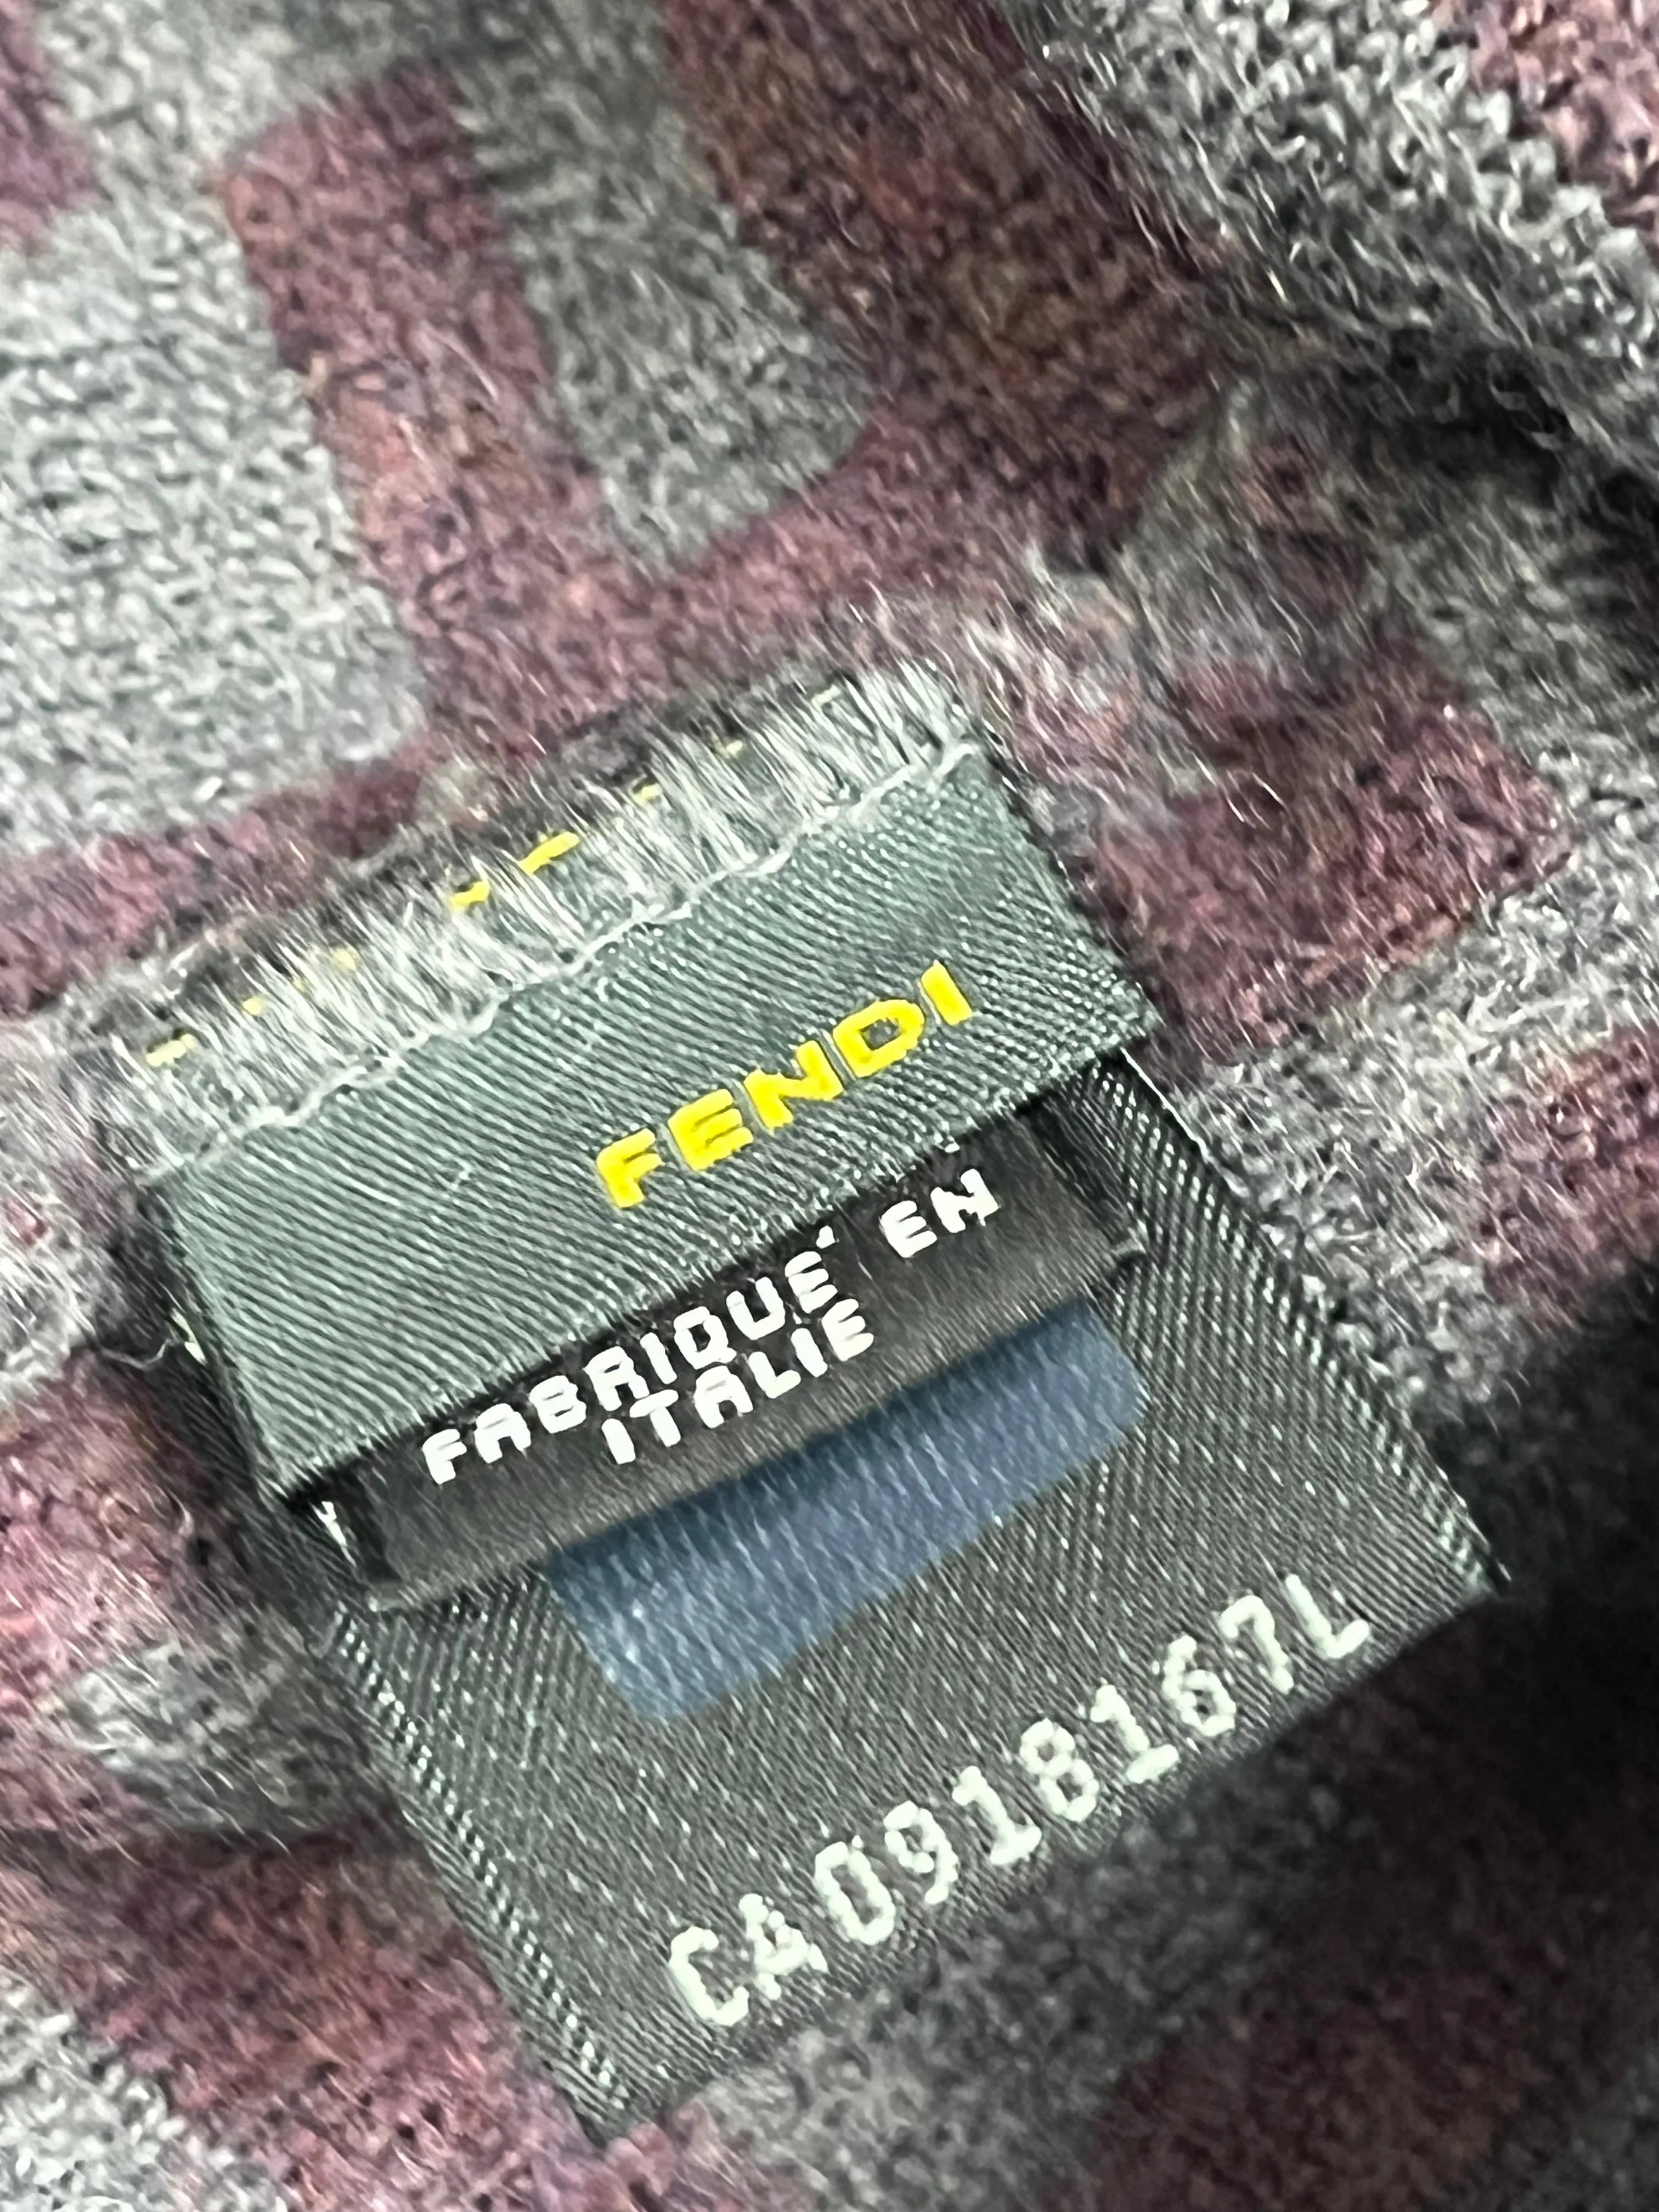 FENDI
FABRIQUE' EN
ITALIE
CA0918167L